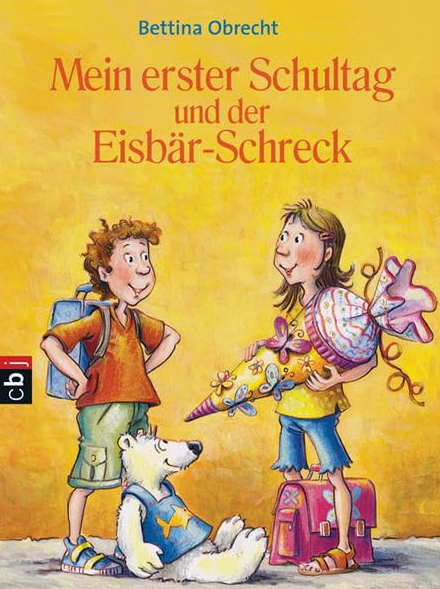 Bettina Obrecht
Mein erster Schultag
und der
Eisbär-Schreck
cbj